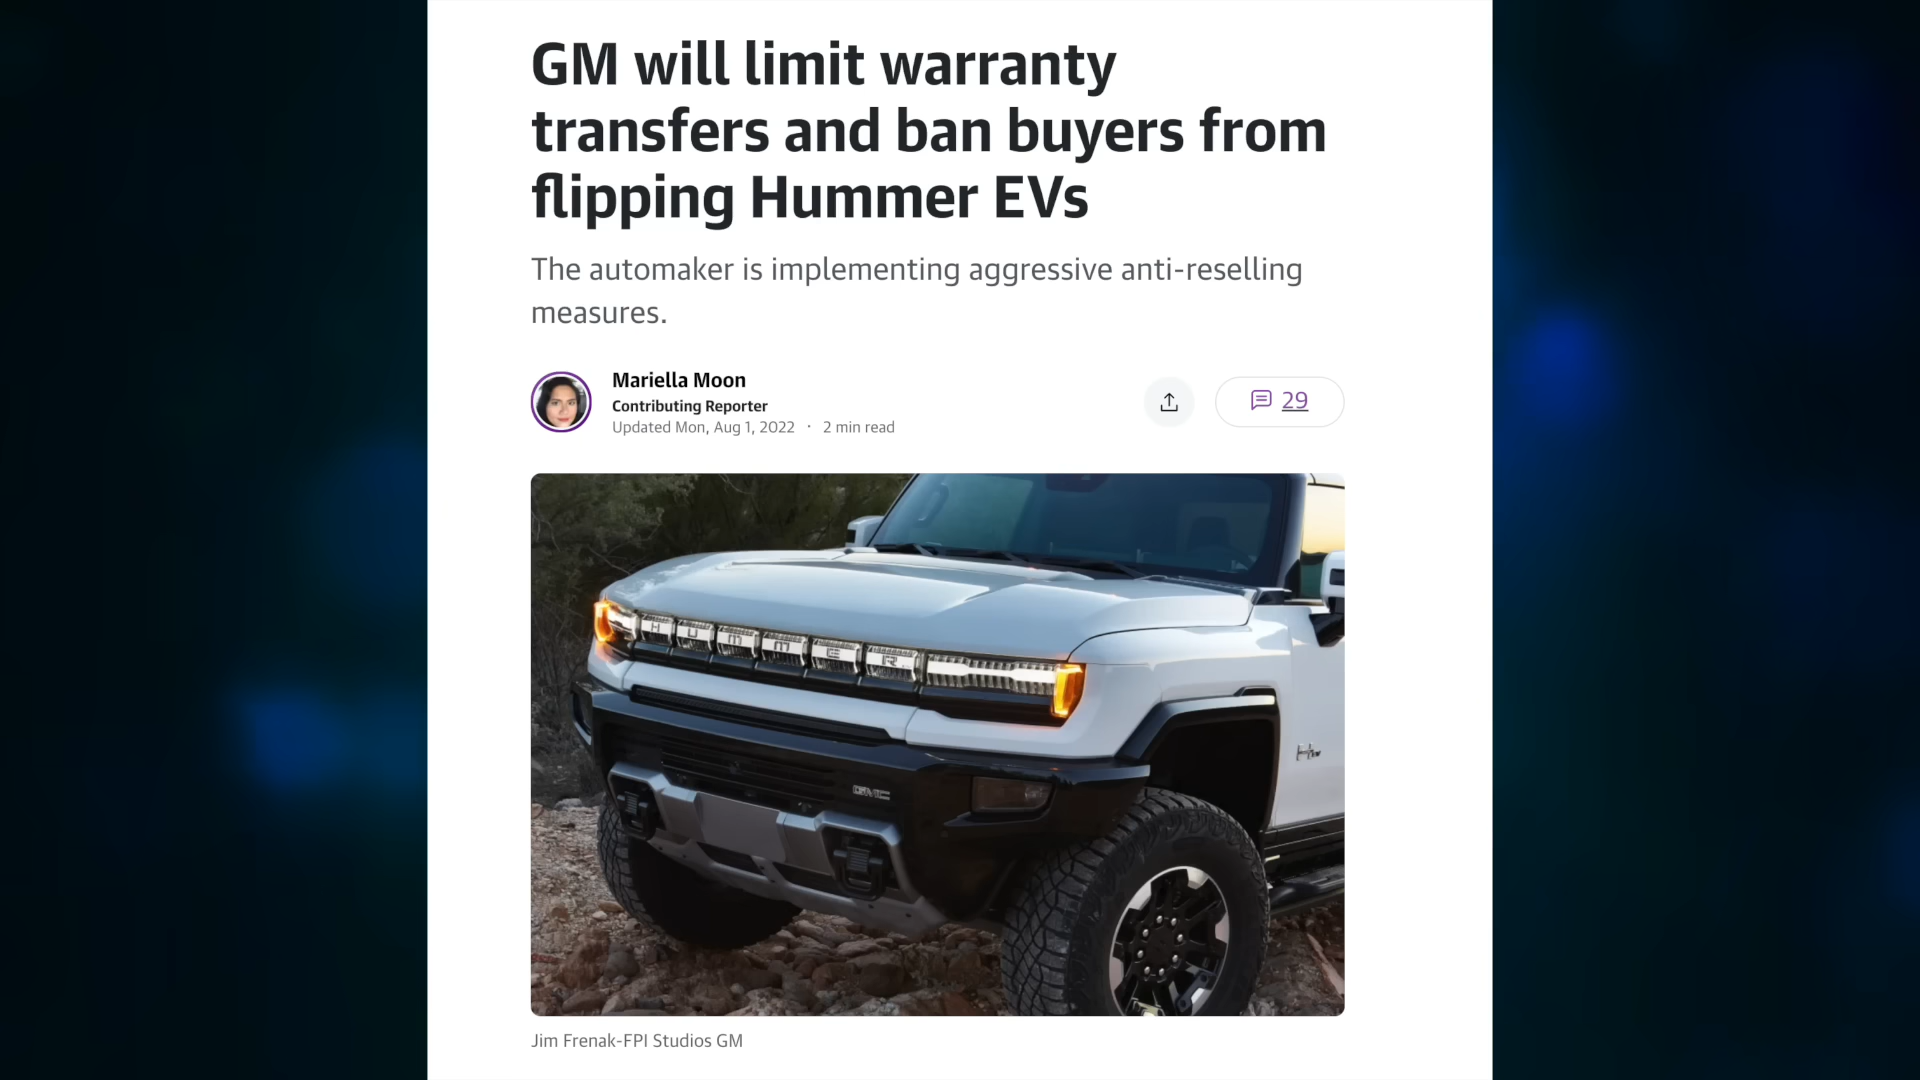 GM will limit warranty
transfers and ban buyers from
flipping Hummer EVs
The automaker is implementing aggressive anti-reselling
measures.
Mariella Moon
Contributing Reporter
Updated Mon, Aug 1, 2022 · 2 min read
29
HUMMER
GMC
Jim Frenak-FPI Studios GM